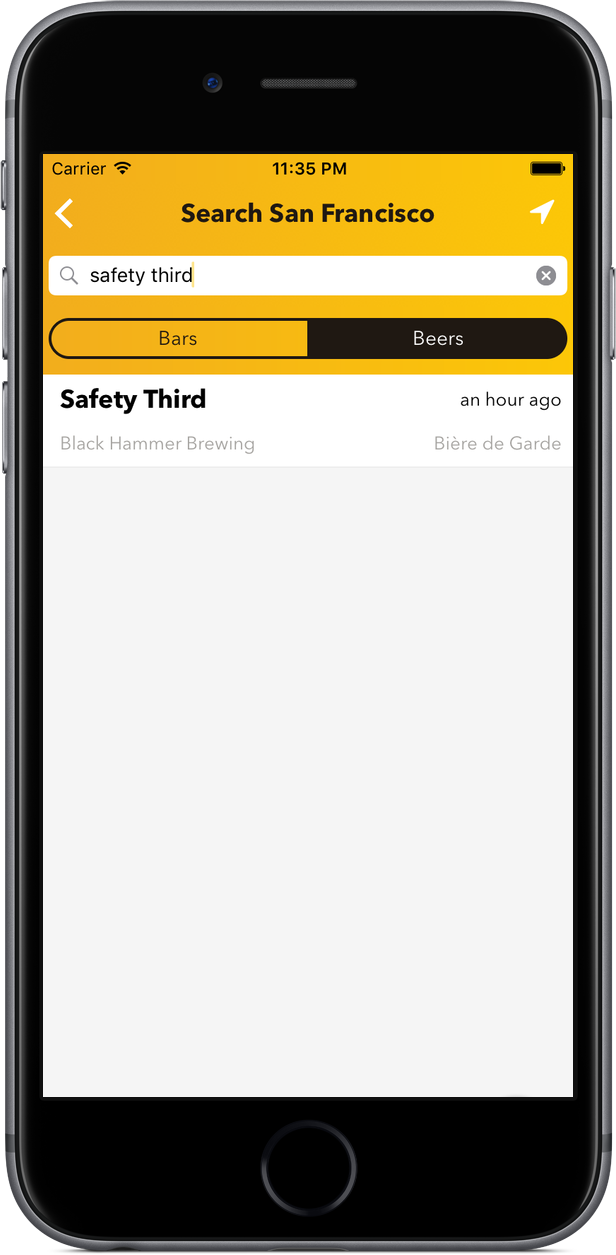 Carrier 11:35 PM
Search San Francisco
safety third
Bars Beers
Safety Third an hour ago
Black Hammer Brewing Bière de Garde